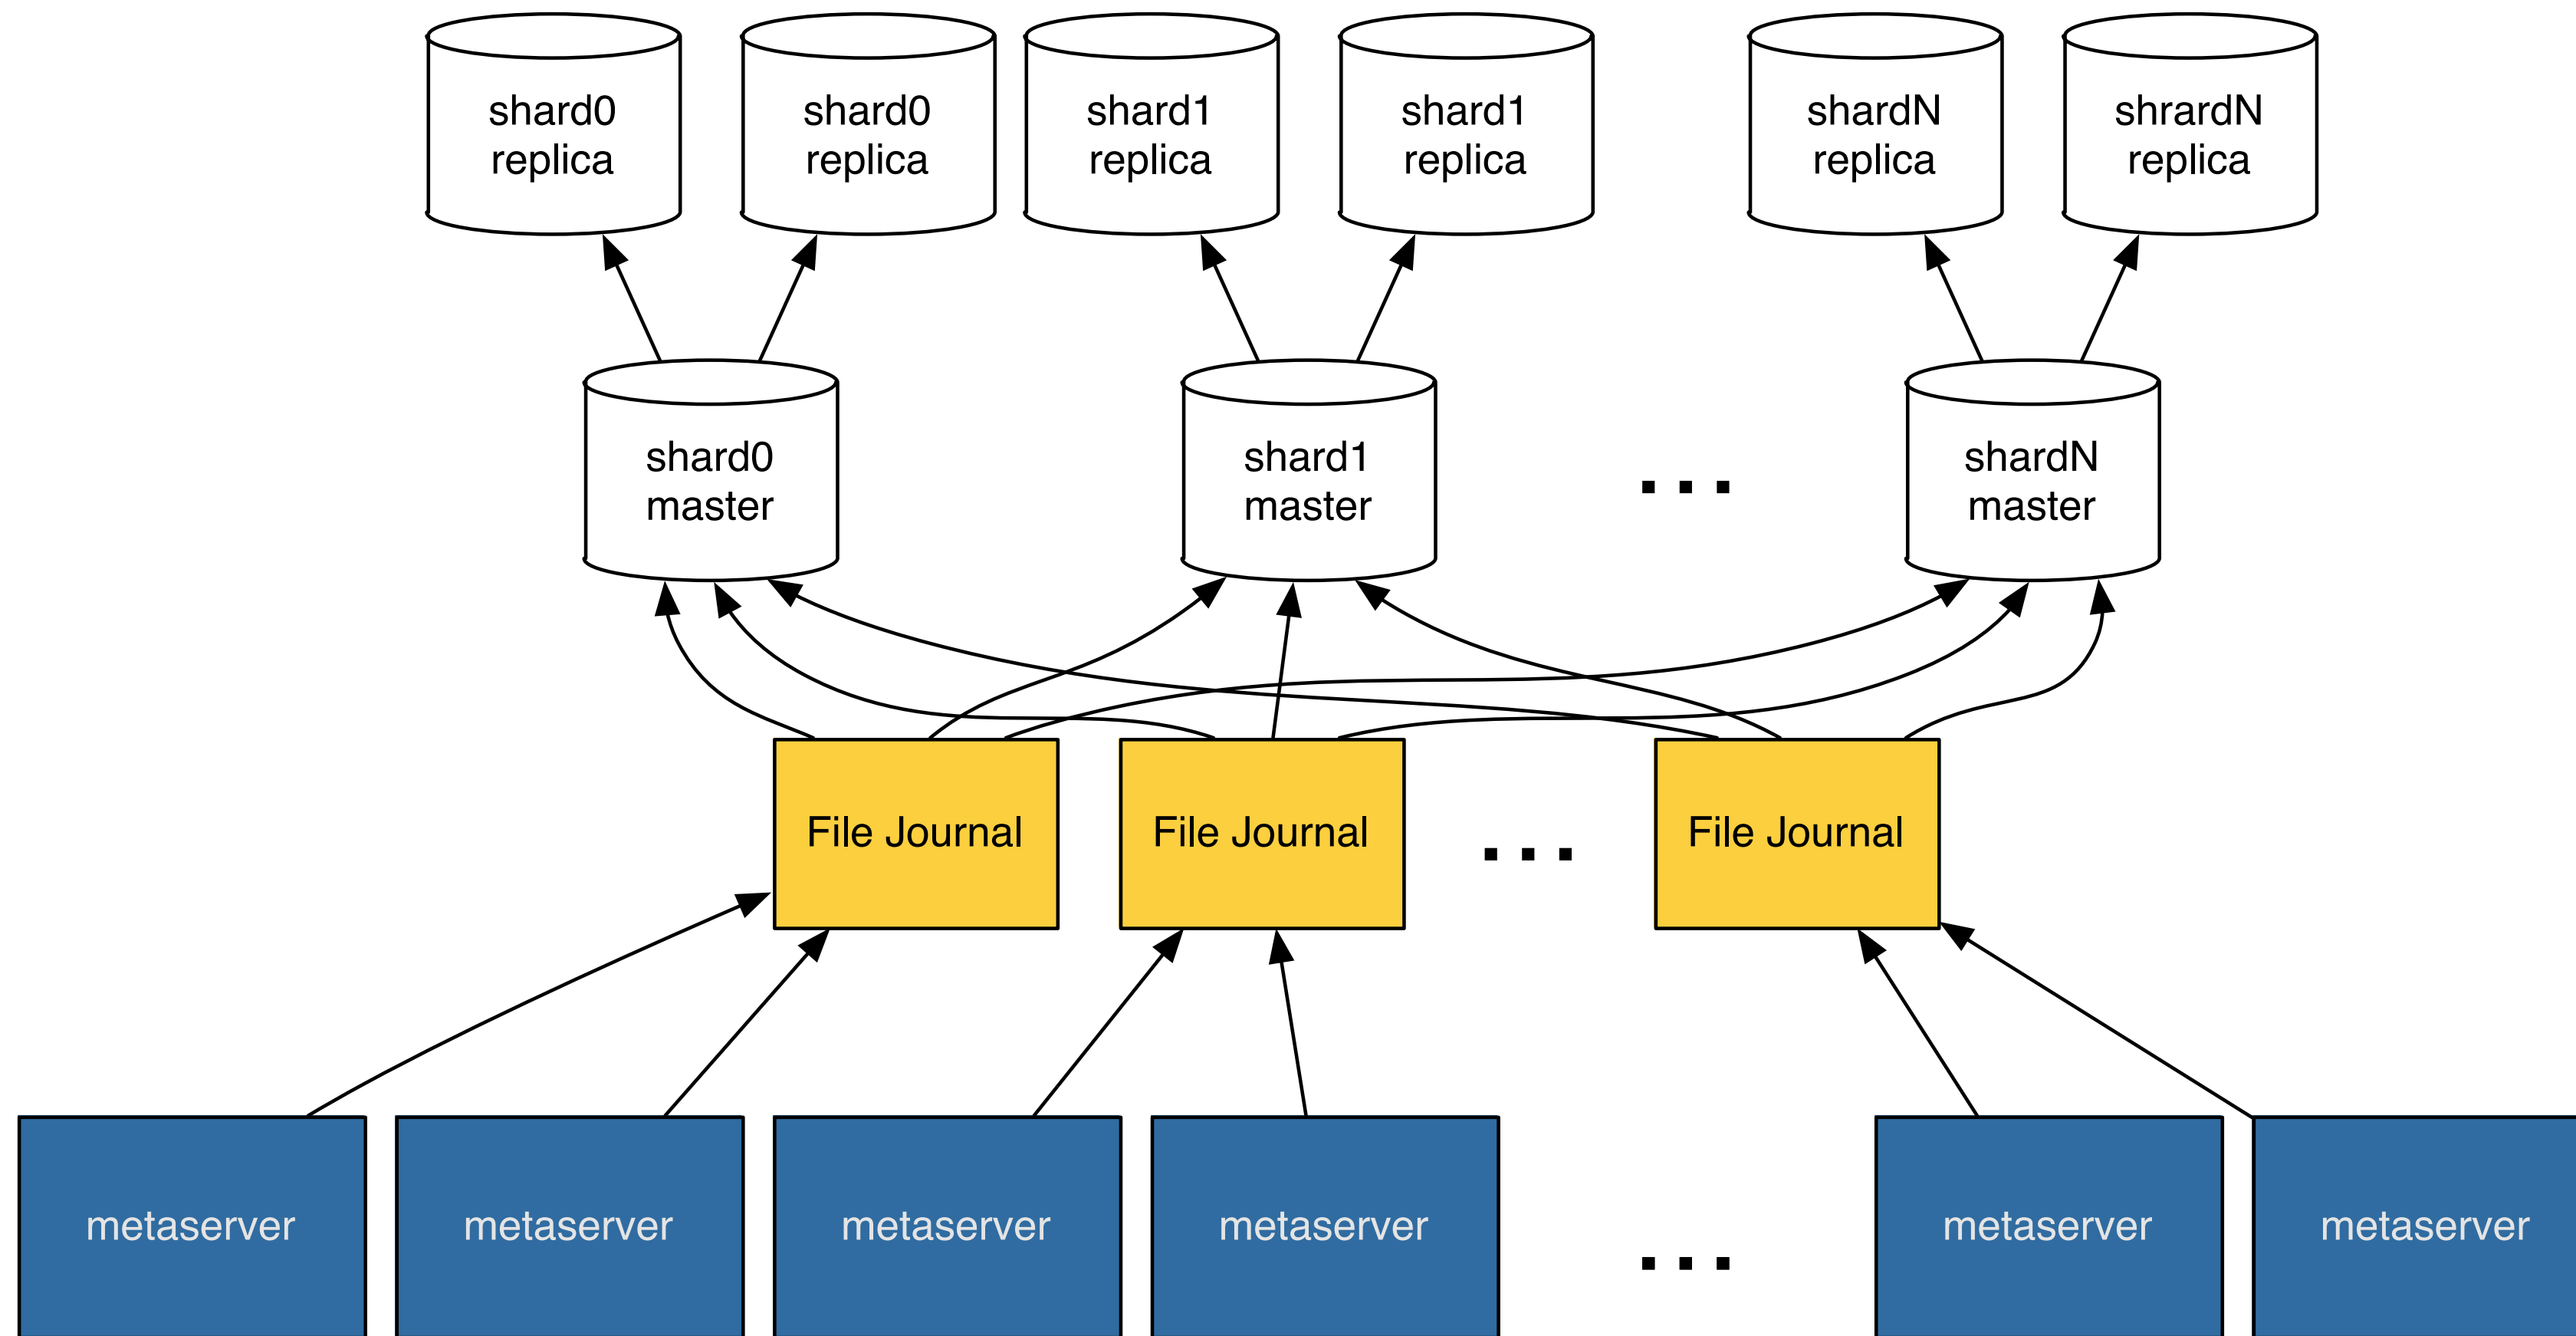 shard0
replica
shard0
replica
shard1
replica
shard1
replica
shardN
replica
shrardN
replica
shard0
master
shard1
master
...
shardN
master
File Journal
File Journal
...
File Journal
metaserver
metaserver
metaserver
metaserver
...
metaserver
metaserver